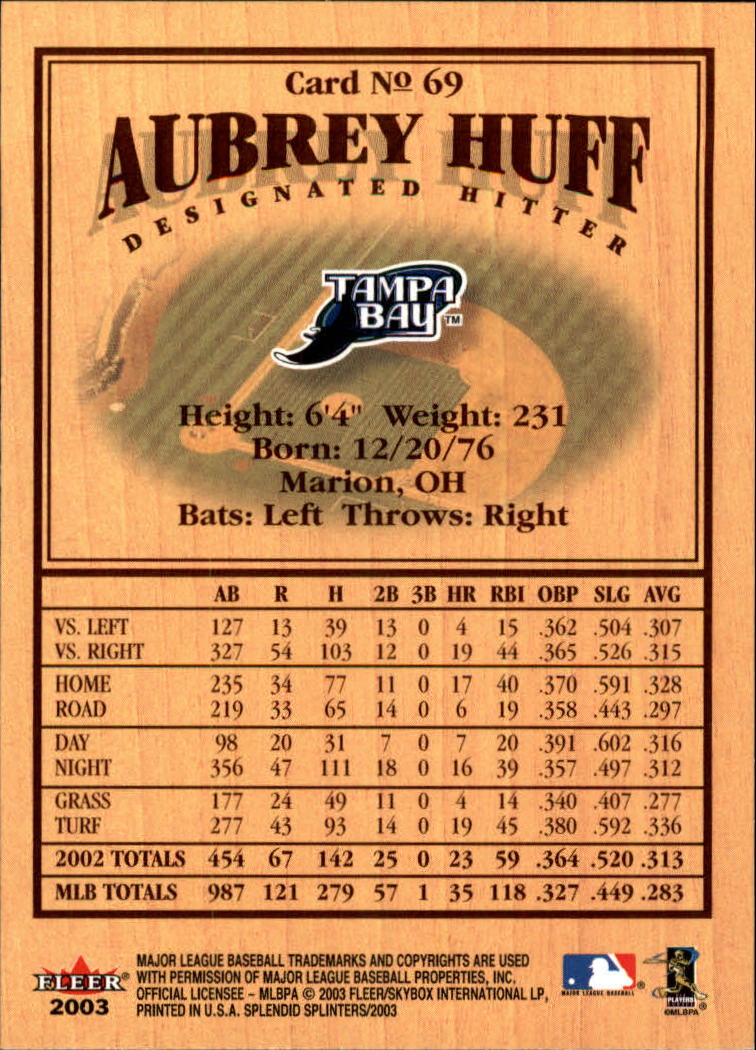 Card Nº 69
AUBREY HUFF
DESIGNATED HITTER
TAMPA
BAY TM
Height: 6'4" Weight: 231
Born: 12/20/76
Marion, OH
Bats: Left Throws: Right
AB R H 2B 3B HR RBI OBP SLG AVG
VS. LEFT 127 13 39 13 0 4 15 .362 .504 .307
VS. RIGHT 327 54 103 12 0 19 44 .365 .526 .315
HOME 235 34 77 11 0 17 40 .370 .591 .328
ROAD 219 33 65 14 0 6 19 .358 .443 .297
DAY 98 20 31 7 0 7 20 .391 .602 .316
NIGHT 356 47 111 18 0 16 39 .357 .497 .312
GRASS 177 24 49 11 0 4 14 .340 .407 .277
TURF 277 43 93 14 0 19 45 .380 .592 .336
2002 TOTALS 454 67 142 25 0 23 59 .364 .520 .313
MLB TOTALS 987 121 279 57 1 35 118 .327 .449 .283
FLEER®
2003
MAJOR LEAGUE BASEBALL TRADEMARKS AND COPYRIGHTS ARE USED
WITH PERMISSION OF MAJOR LEAGUE BASEBALL PROPERTIES, INC.
OFFICIAL LICENSEE – MLBPA © 2003 FLEER/SKYBOX INTERNATIONAL LP,
PRINTED IN U.S.A. SPLENDID SPLINTERS/2003
MAJOR LEAGUE BASEBALL ®
PLAYERS
©MLBPA